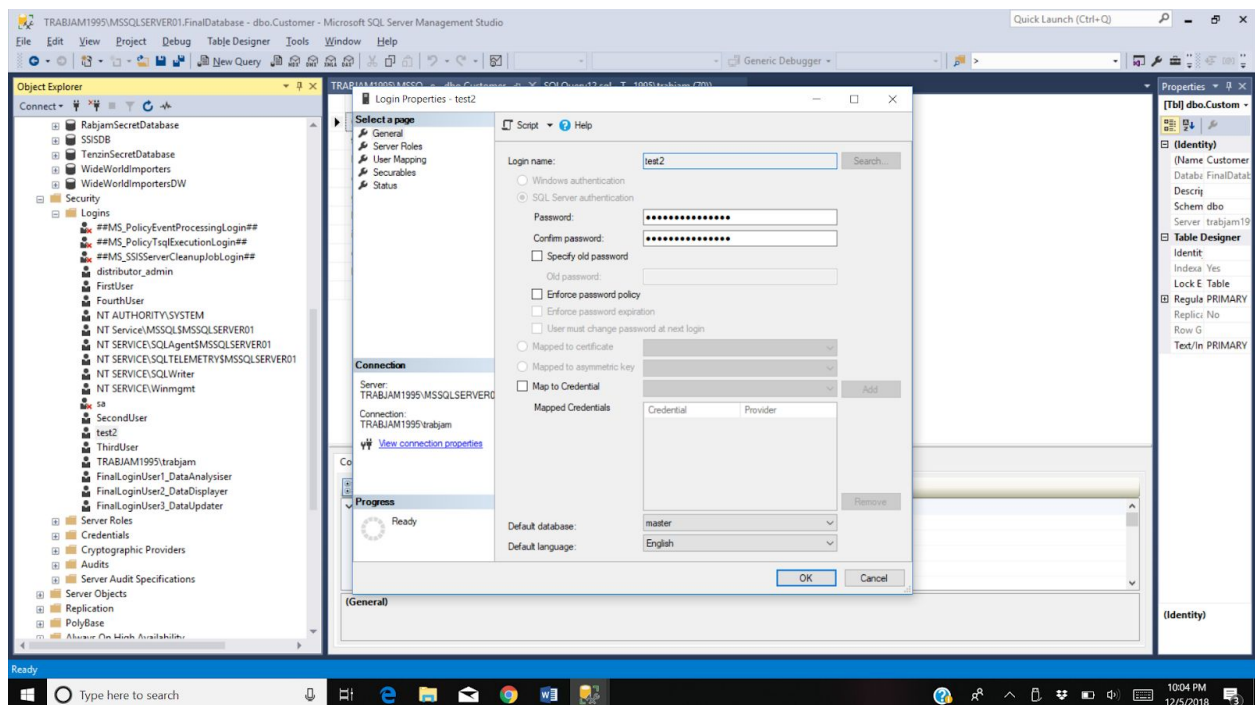 TRABJAM1995\MSSQLSERVER01.FinalDatabase - dbo.Customer - Microsoft SQL Server Management Studio
Quick Launch (Ctrl+Q)
File Edit View Project Debug Table Designer Tools Window Help
New Query
Generic Debugger
Object Explorer
Connect
RabjamSecretDatabase
SSISDB
TenzinSecretDatabase
WideWorldImporters
WideWorldImportersDW
Security
Logins
##MS_PolicyEventProcessingLogin##
##MS_PolicyTsqlExecutionLogin##
##MS_SSISServerCleanupJobLogin##
distributor_admin
FirstUser
FourthUser
NT AUTHORITY\SYSTEM
NT Service\MSSQL$MSSQLSERVER01
NT SERVICE\SQLAgent$MSSQLSERVER01
NT SERVICE\SQLTELEMETRY$MSSQLSERVER01
NT SERVICE\SQLWriter
NT SERVICE\Winmgmt
sa
SecondUser
test2
ThirdUser
TRABJAM1995\trabjam
FinalLoginUser1_DataAnalysiser
FinalLoginUser2_DataDisplayer
FinalLoginUser3_DataUpdater
Server Roles
Credentials
Cryptographic Providers
Audits
Server Audit Specifications
Server Objects
Replication
PolyBase
Always On High Availability
Login Properties - test2
Select a page
General
Server Roles
User Mapping
Securables
Status
Connection
Server:
TRABJAM1995\MSSQLSERVER0
Connection:
TRABJAM1995\trabjam
View connection properties
Progress
Ready
Script Help
Login name: test2 Search...
Windows authentication
SQL Server authentication
Password: •••••••••••••••
Confirm password: •••••••••••••••
Specify old password
Old password:
Enforce password policy
Enforce password expiration
User must change password at next login
Mapped to certificate
Mapped to asymmetric key
Map to Credential Add
Mapped Credentials Credential Provider
Remove
Default database: master
Default language: English
OK Cancel
Co
(General)
Properties
[Tbl] dbo.Custom
(Identity)
(Name Customer
Databa FinalDatab
Descrip
Schem dbo
Server trabjam19
Table Designer
Identit
Indexa Yes
Lock E Table
Regula PRIMARY
Replica No
Row G
Text/In PRIMARY
(Identity)
Ready
Type here to search
10:04 PM
12/5/2018